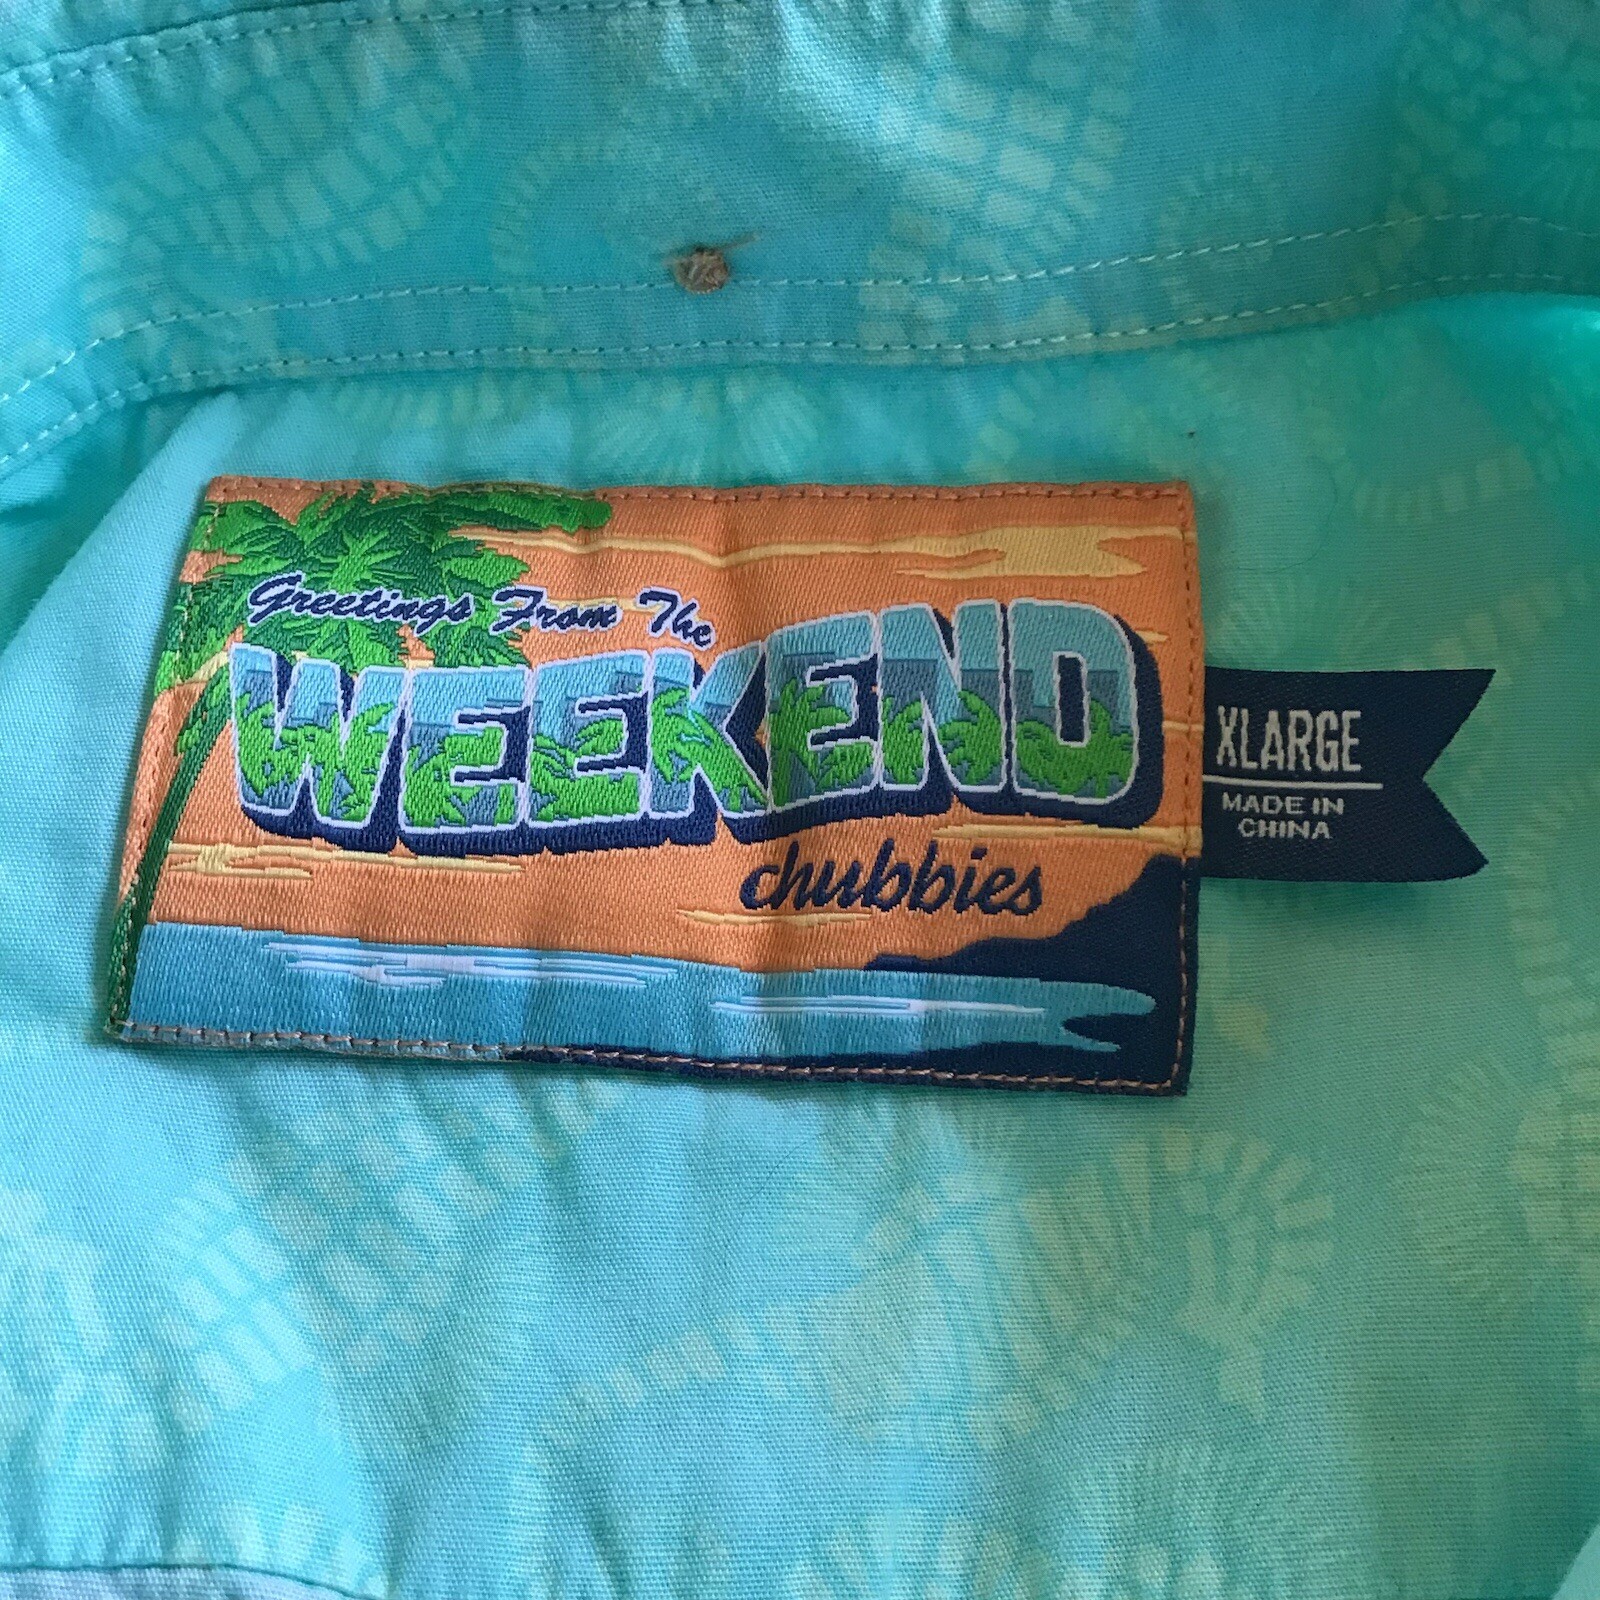 Greetings From The
WEEKEND
chubbies
XLARGE
MADE IN
CHINA